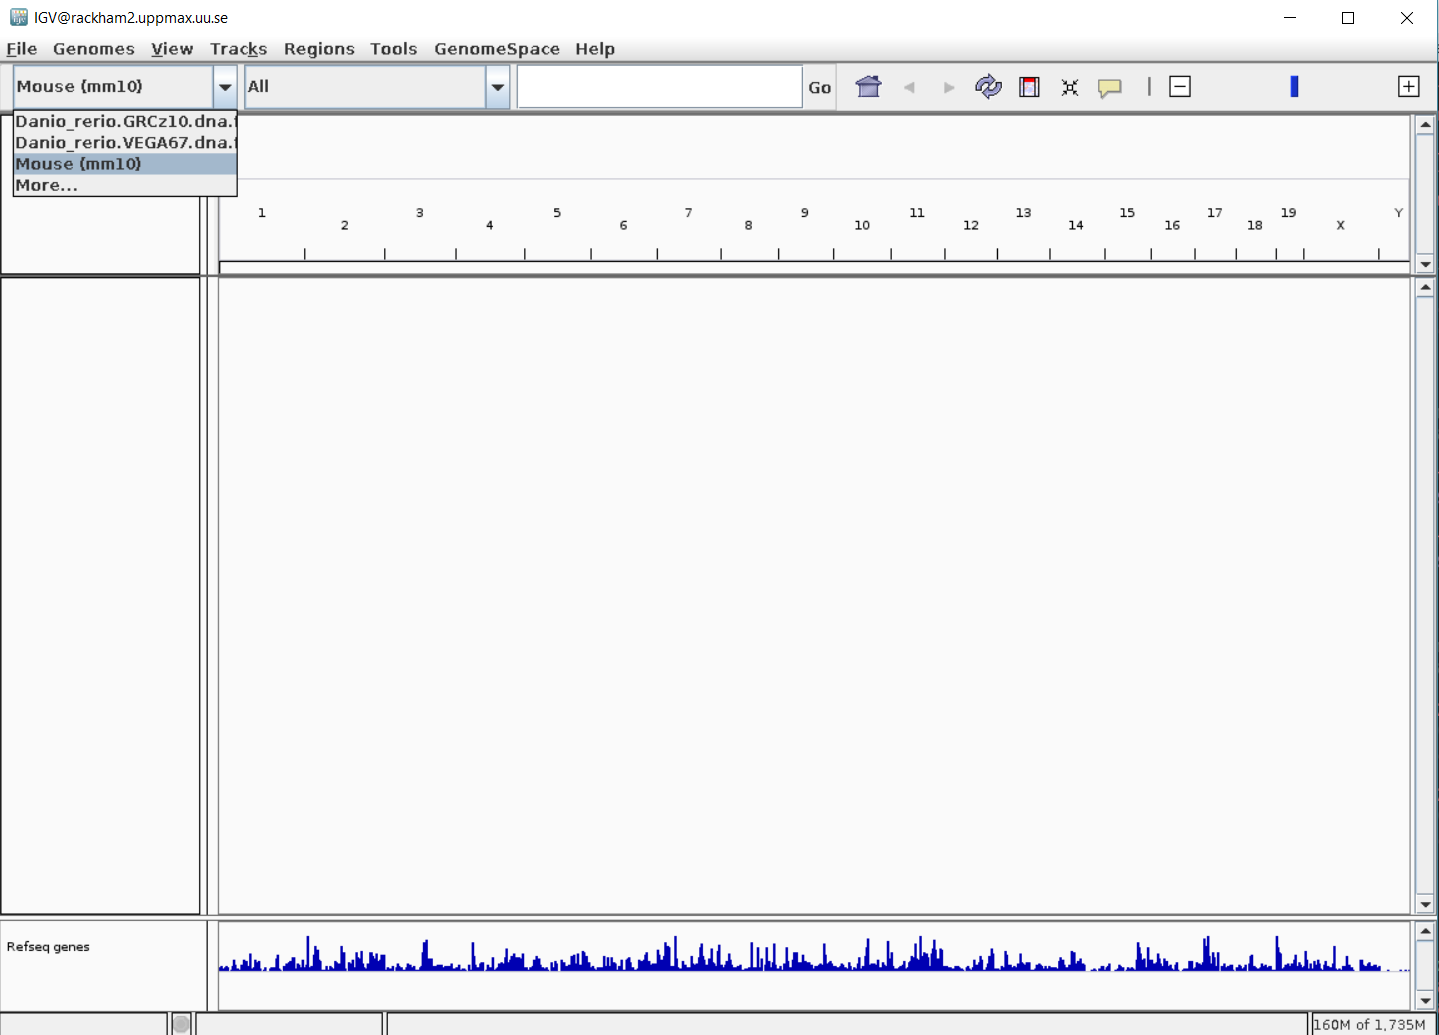 IGV@rackham2.uppmax.uu.se
File Genomes View Tracks Regions Tools GenomeSpace Help
Mouse (mm10) All Go
Danio_rerio.GRCz10.dna.f
Danio_rerio.VEGA67.dna.f
Mouse (mm10)
More...
1 2 3 4 5 6 7 8 9 10 11 12 13 14 15 16 17 18 19 X Y
Refseq genes
160M of 1,735M